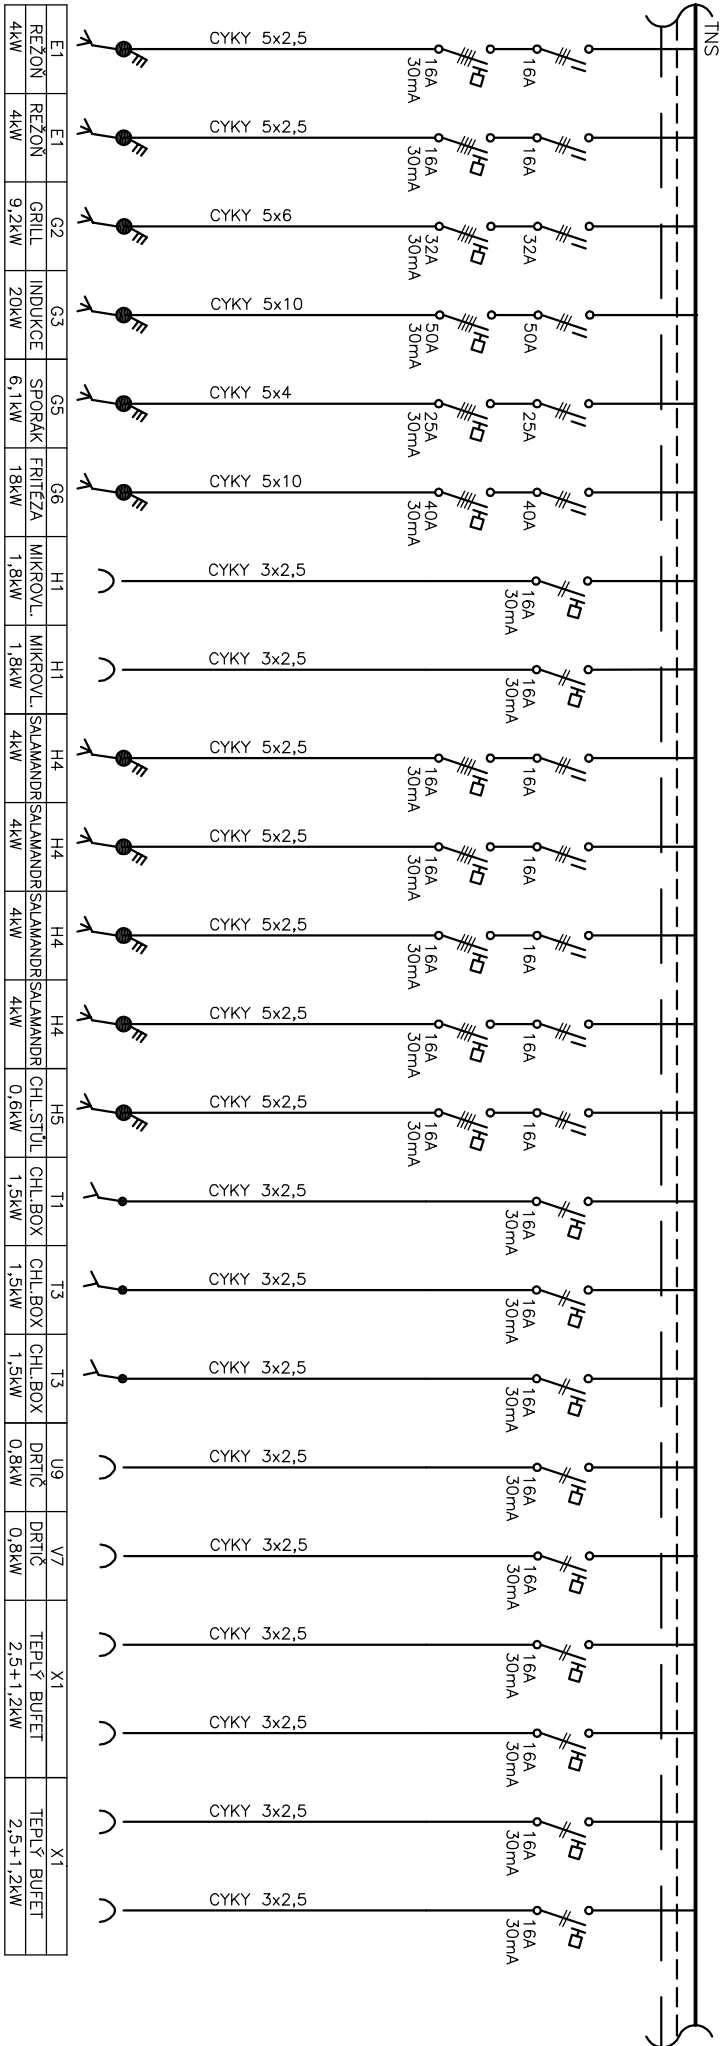 TNS
CYKY 5x2,5
16A
30mA
16A
E1
REŽOŇ
4kW
CYKY 5x2,5
16A
30mA
16A
E1
REŽOŇ
4kW
CYKY 5x6
32A
30mA
32A
G2
GRILL
9,2kW
CYKY 5x10
50A
30mA
50A
G3
INDUKCE
20kW
CYKY 5x4
25A
30mA
25A
G5
SPORÁK
6,1kW
CYKY 5x10
40A
30mA
40A
G6
FRITÉZA
18kW
CYKY 3x2,5
16A
30mA
H1
MIKROVL.
1,8kW
CYKY 3x2,5
16A
30mA
H1
MIKROVL.
1,8kW
CYKY 5x2,5
16A
30mA
16A
H4
SALAMANDR
4kW
CYKY 5x2,5
16A
30mA
16A
H4
SALAMANDR
4kW
CYKY 5x2,5
16A
30mA
16A
H4
SALAMANDR
4kW
CYKY 5x2,5
16A
30mA
16A
H4
SALAMANDR
4kW
CYKY 5x2,5
16A
30mA
16A
H5
CHL.STŮL
0,6kW
CYKY 3x2,5
16A
30mA
T1
CHL.BOX
1,5kW
CYKY 3x2,5
16A
30mA
T3
CHL.BOX
1,5kW
CYKY 3x2,5
16A
30mA
T3
CHL.BOX
1,5kW
CYKY 3x2,5
16A
30mA
U9
DRTIČ
0,8kW
CYKY 3x2,5
16A
30mA
V7
DRTIČ
0,8kW
CYKY 3x2,5
16A
30mA
CYKY 3x2,5
16A
30mA
X1
TEPLÝ BUFET
2,5+1,2kW
CYKY 3x2,5
16A
30mA
CYKY 3x2,5
16A
30mA
X1
TEPLÝ BUFET
2,5+1,2kW